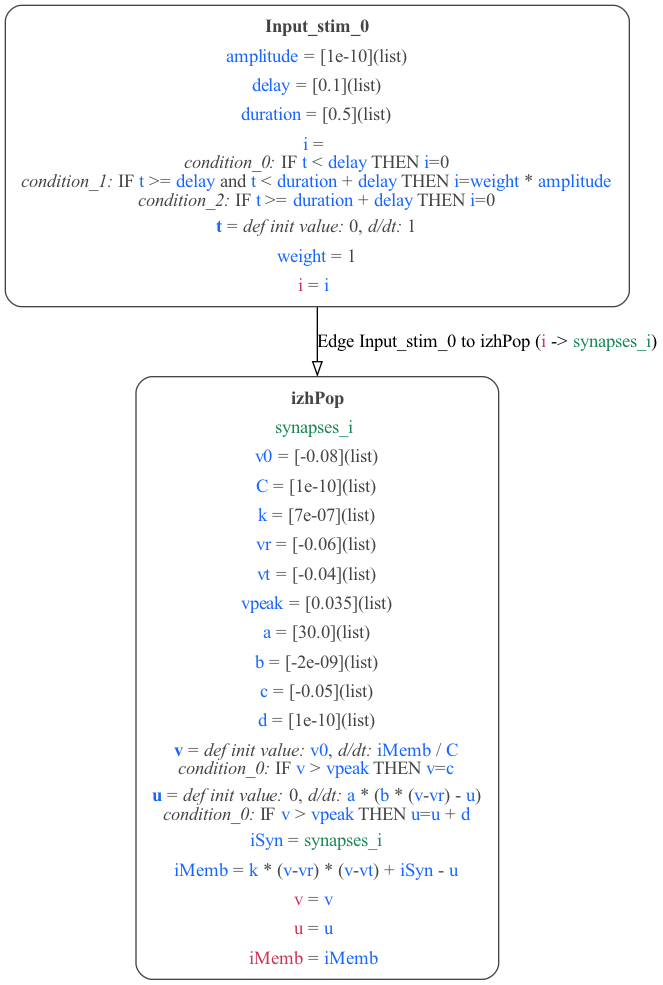 Input_stim_0
amplitude = [1e-10](list)
delay = [0.1](list)
duration = [0.5](list)
i =
condition_0: IF t < delay THEN i=0
condition_1: IF t >= delay and t < duration + delay THEN i=weight * amplitude
condition_2: IF t >= duration + delay THEN i=0
t = def init value: 0, d/dt: 1
weight = 1
i = i
Edge Input_stim_0 to izhPop (i -> synapses_i)
izhPop
synapses_i
v0 = [-0.08](list)
C = [1e-10](list)
k = [7e-07](list)
vr = [-0.06](list)
vt = [-0.04](list)
vpeak = [0.035](list)
a = [30.0](list)
b = [-2e-09](list)
c = [-0.05](list)
d = [1e-10](list)
v = def init value: v0, d/dt: iMemb / C
condition_0: IF v > vpeak THEN v=c
u = def init value: 0, d/dt: a * (b * (v-vr) - u)
condition_0: IF v > vpeak THEN u=u + d
iSyn = synapses_i
iMemb = k * (v-vr) * (v-vt) + iSyn - u
v = v
u = u
iMemb = iMemb